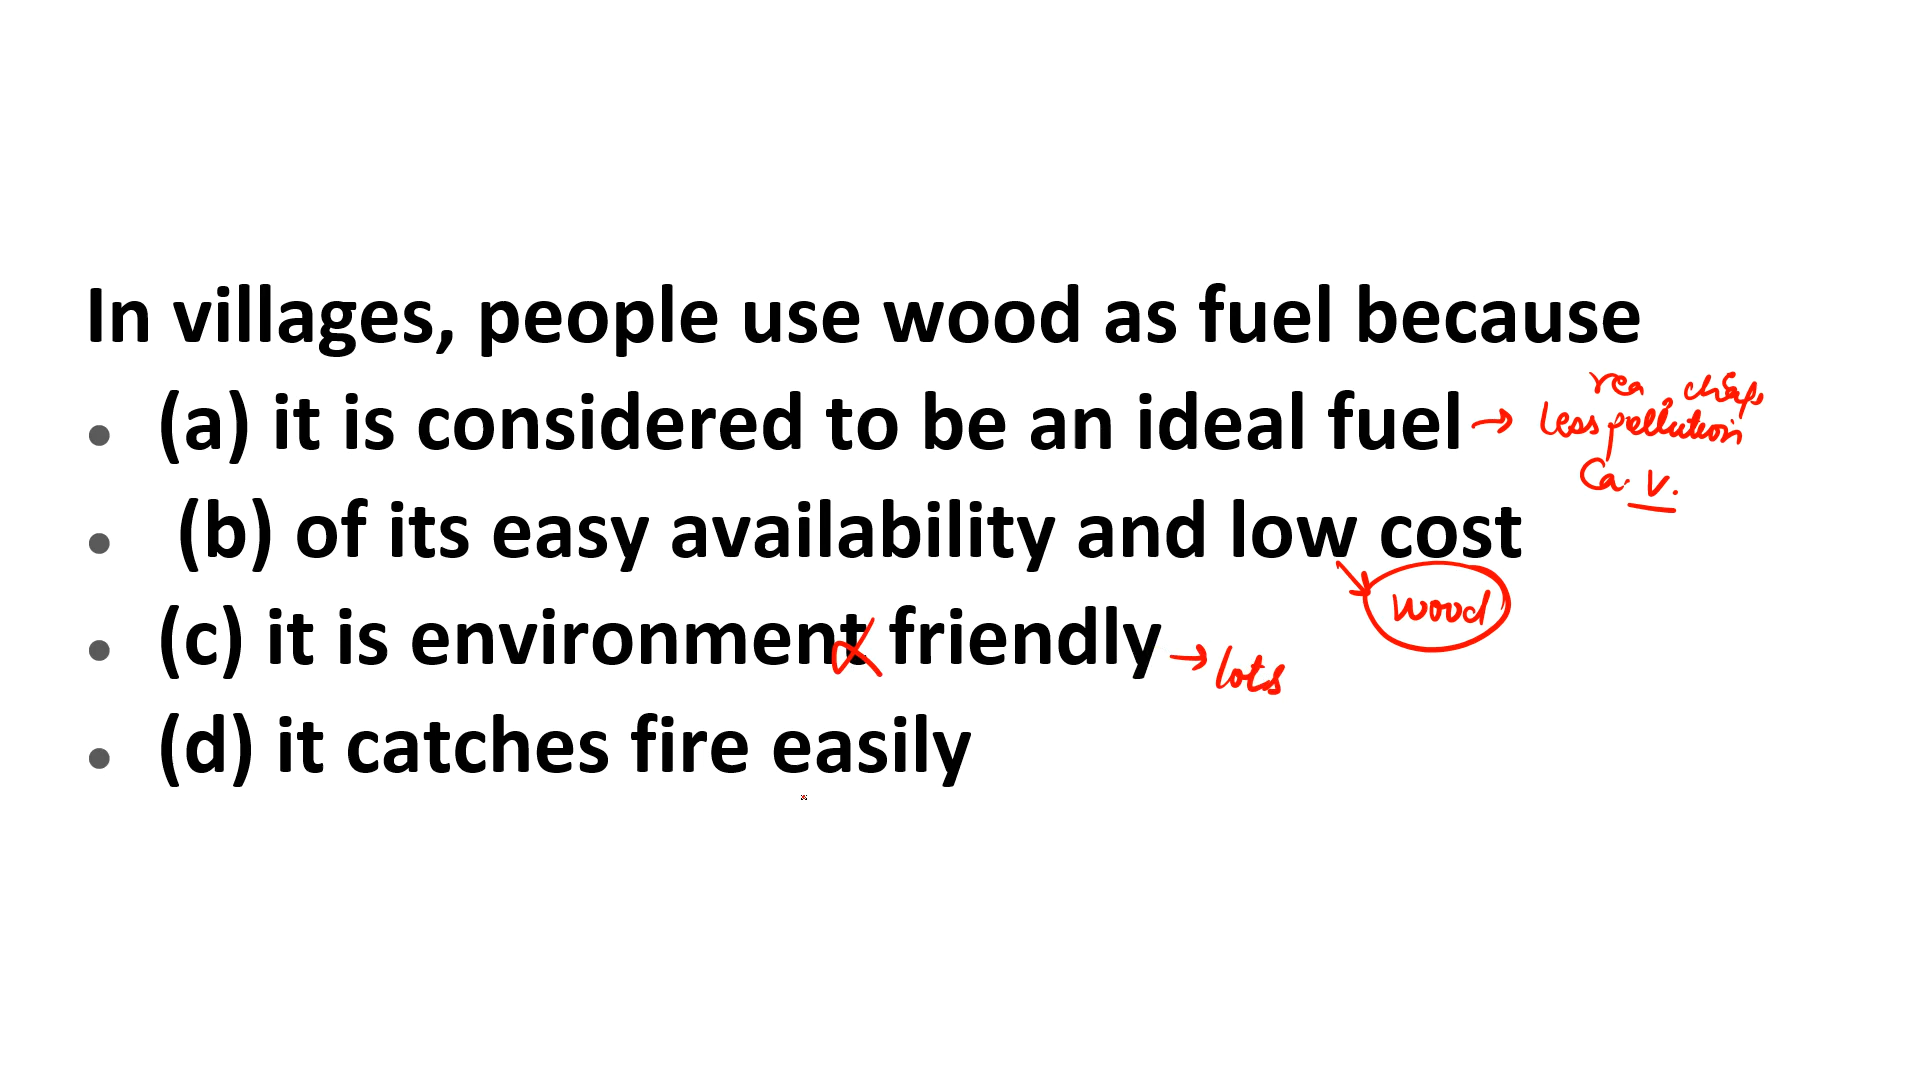 In villages, people use wood as fuel because
• (a) it is considered to be an ideal fuel → less pollution
• (b) of its easy availability and low cost
wood
• (c) it is environment friendly → lots
• (d) it catches fire easily